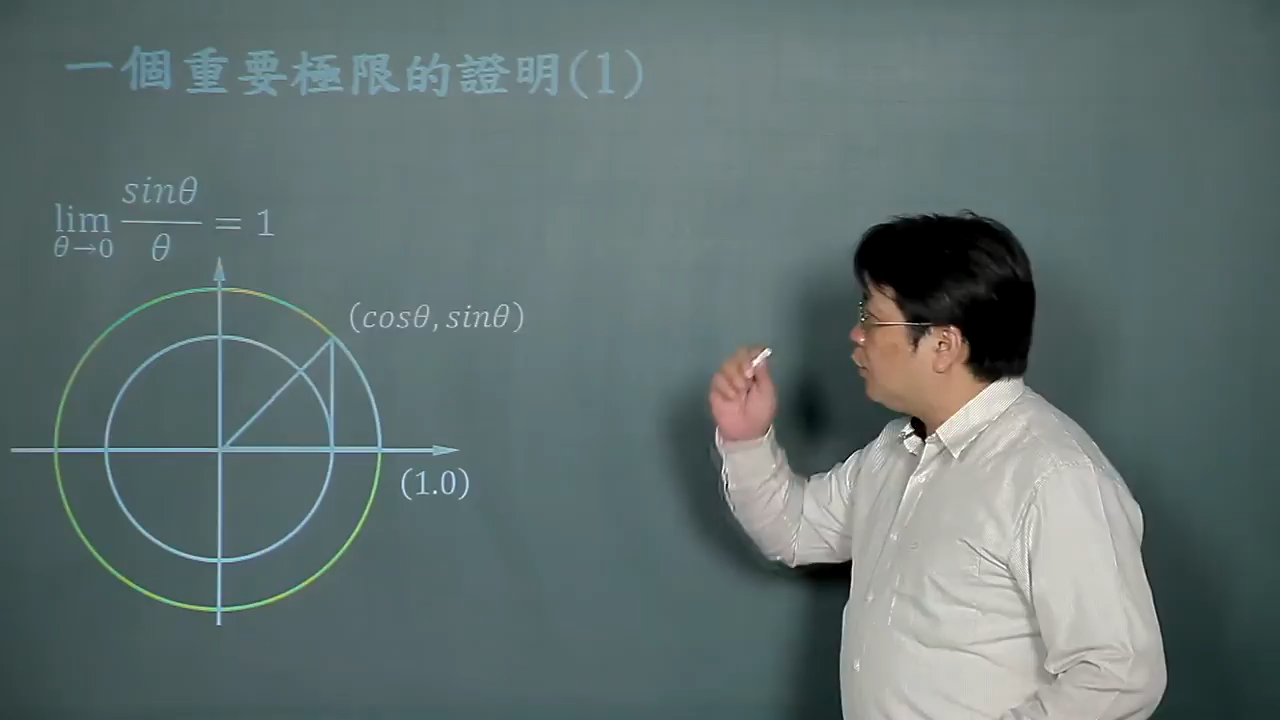 一個重要極限的證明(1)
lim θ→0 sinθ/θ = 1
(cosθ, sinθ)
(1.0)